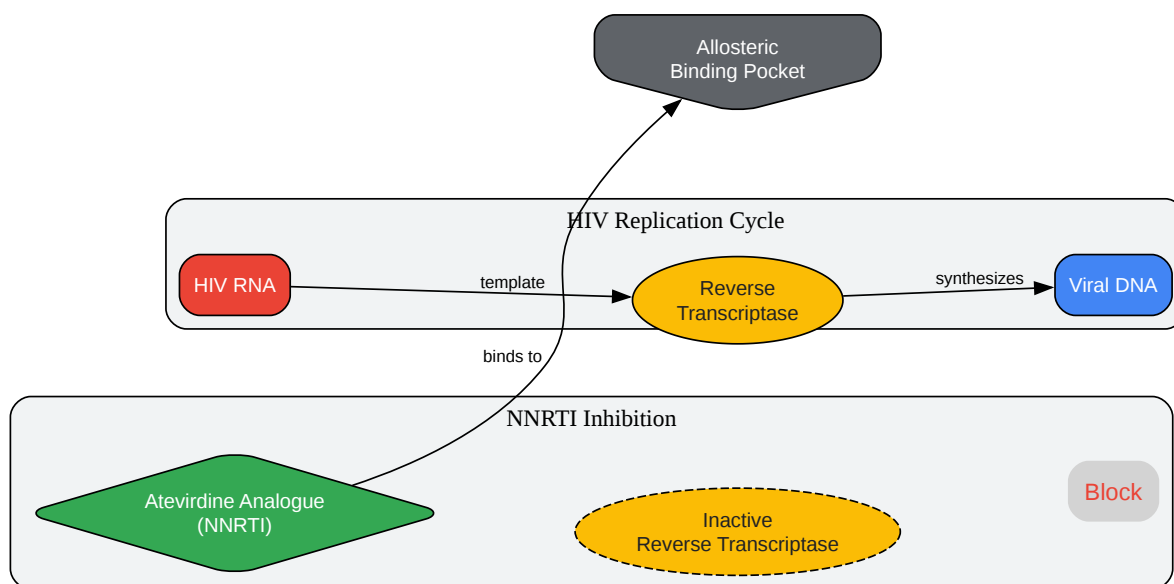 Allosteric
Binding Pocket
HIV Replication Cycle
HIV RNA
template
Reverse
Transcriptase
synthesizes
Viral DNA
binds to
NNRTI Inhibition
Atevirdine Analogue
(NNRTI)
Inactive
Reverse Transcriptase
Block